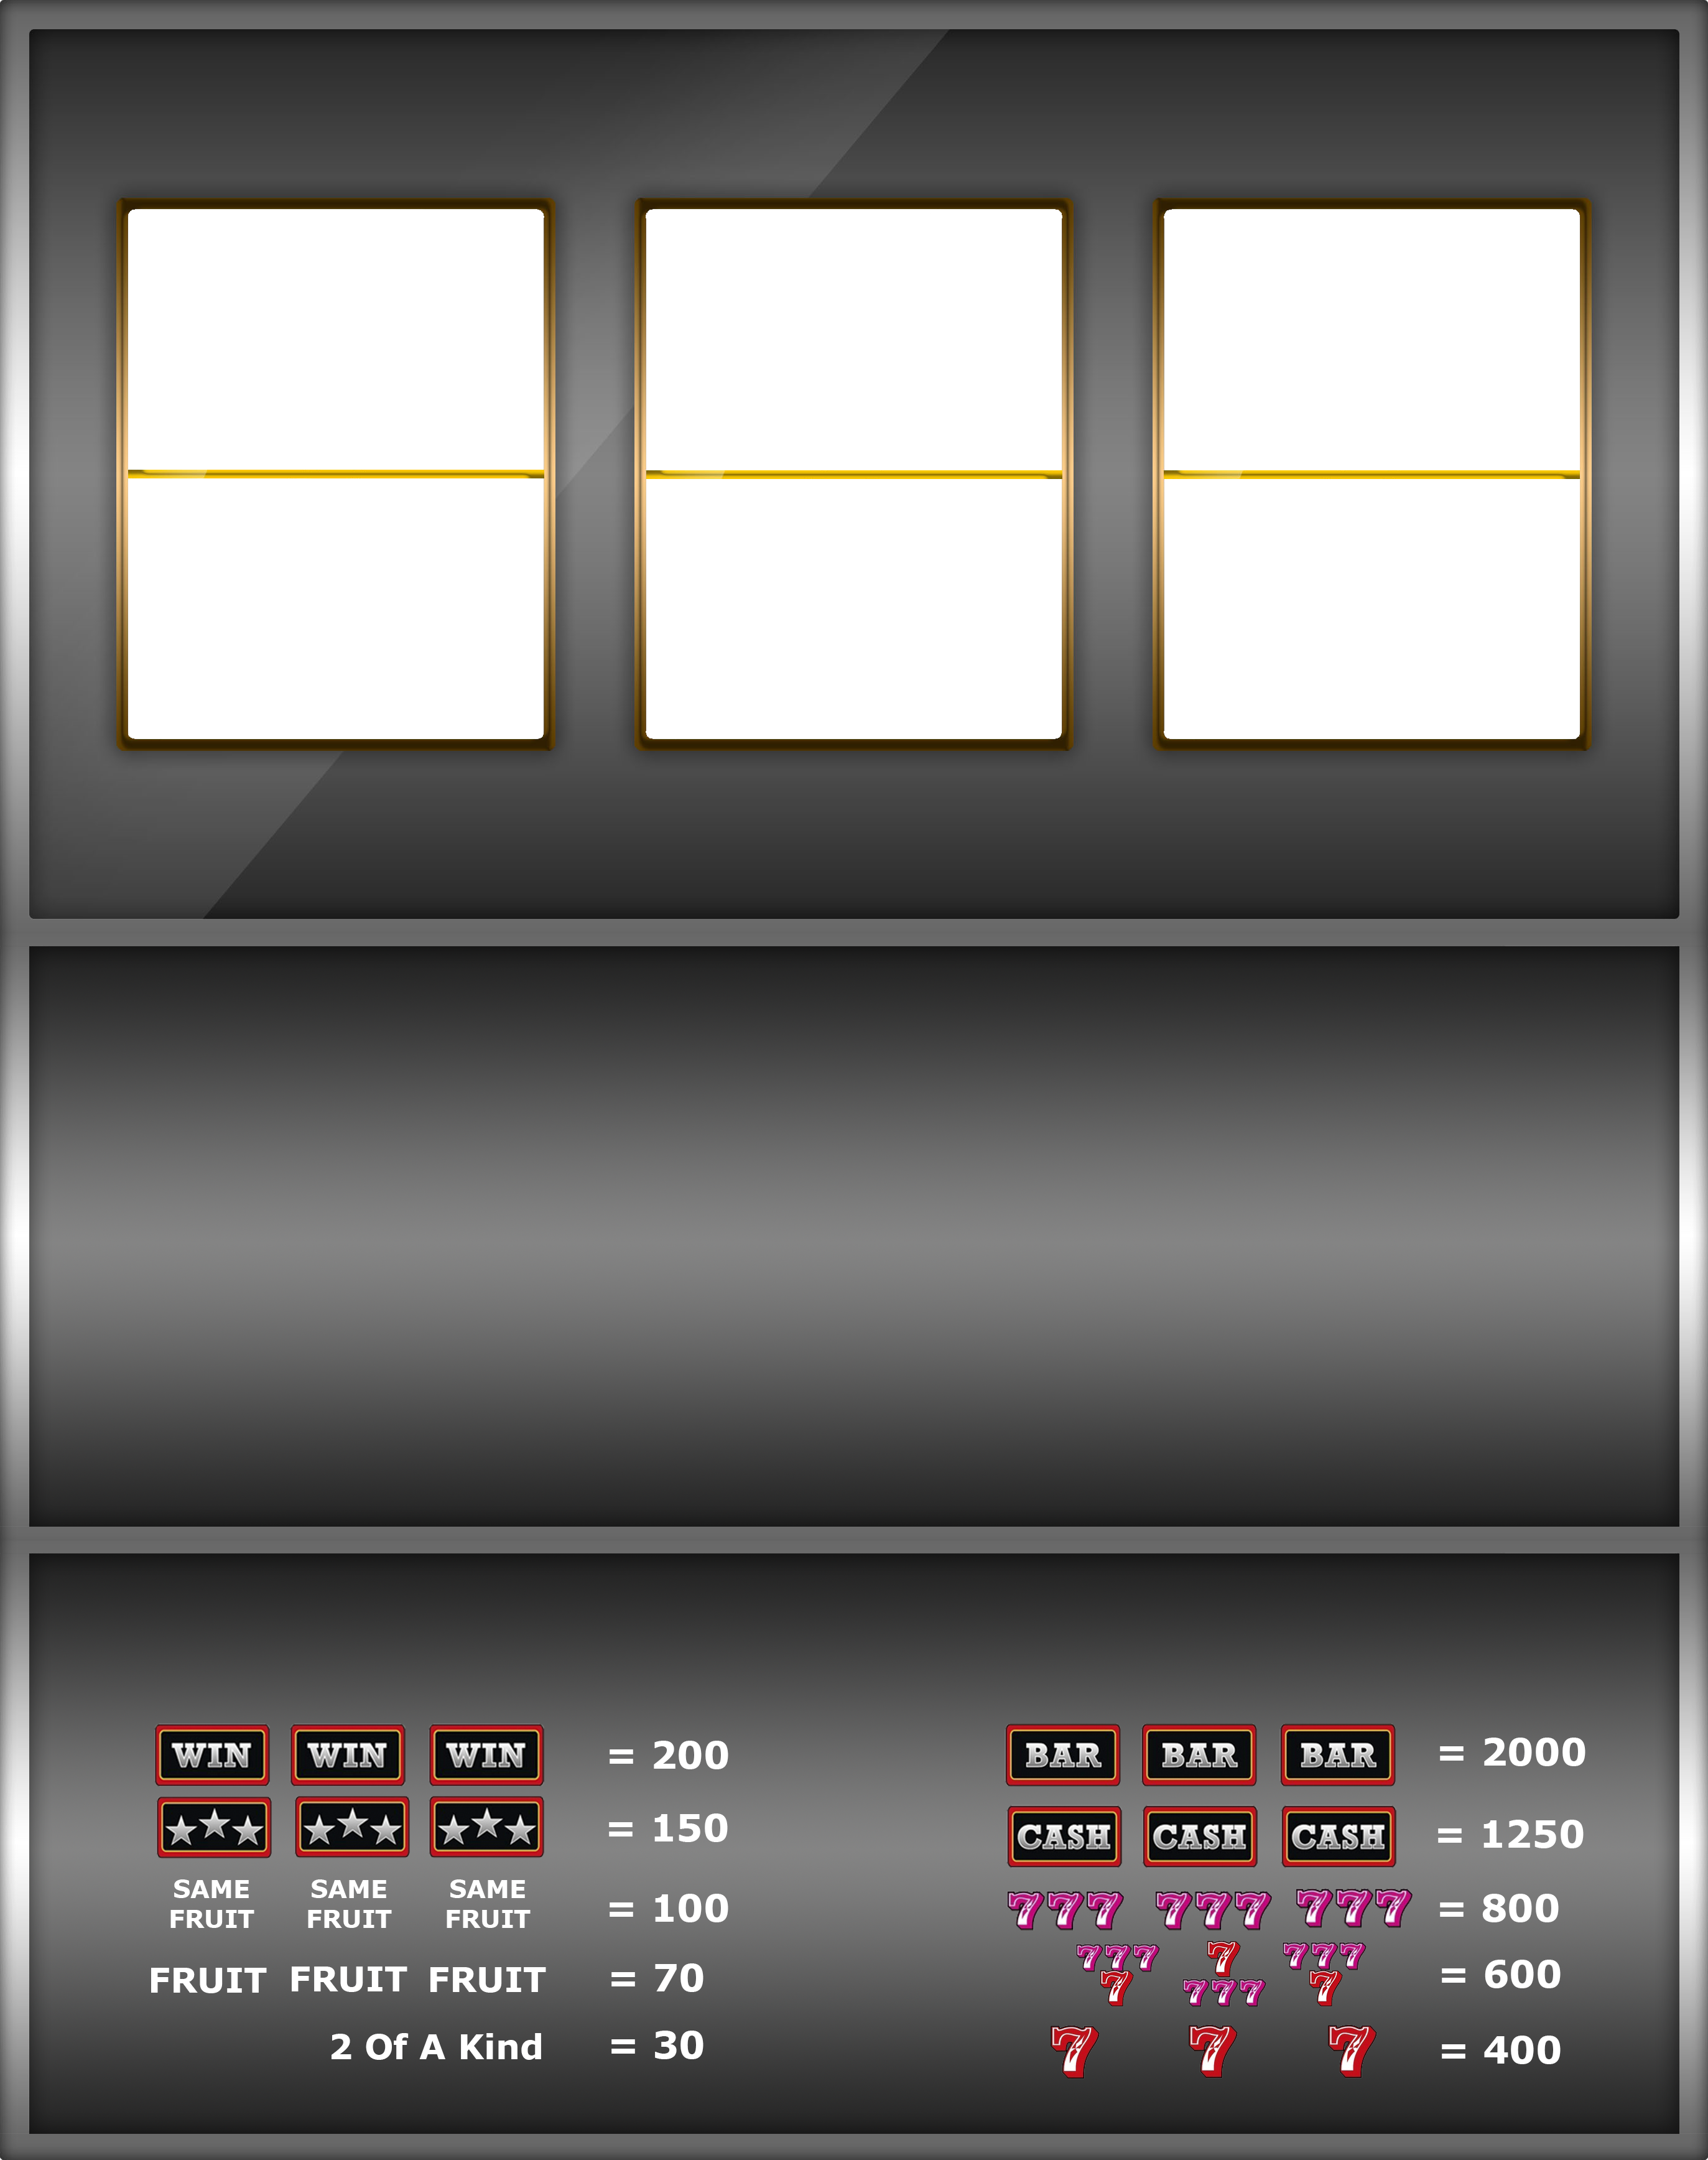 WIN WIN WIN = 200
= 150
SAME SAME SAME
FRUIT FRUIT FRUIT
= 100
FRUIT FRUIT FRUIT = 70
2 Of A Kind = 30
BAR BAR BAR = 2000
CASH CASH CASH = 1250
777 777 777 = 800
777 7 777
7 777 7
= 600
7 7 7 = 400